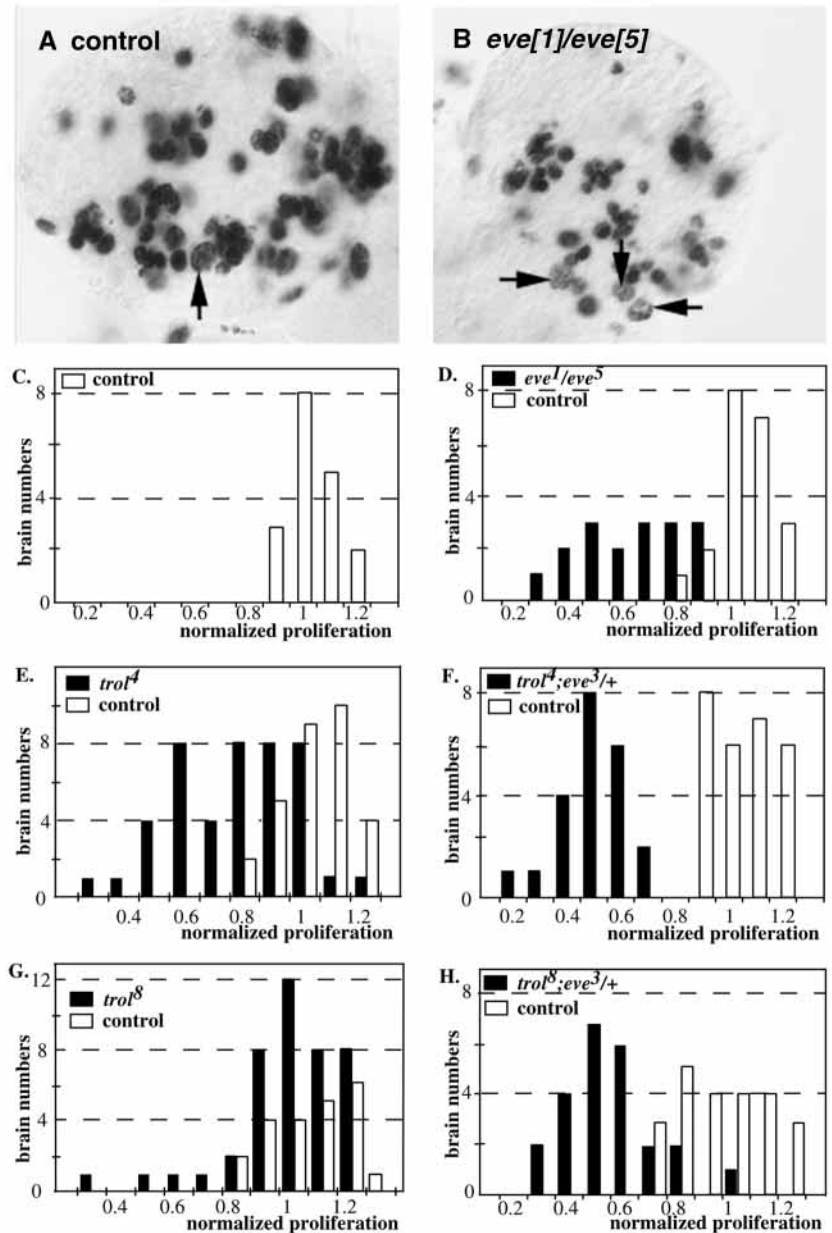 A control
B eve[1]/eve[5]
C.
control
8
4
0
brain numbers
0.2 0.4 0.6 0.8 1 1.2
normalized proliferation
D.
eve1/eve5
control
8
4
0
brain numbers
0.2 0.4 0.6 0.8 1 1.2
normalized proliferation
E.
trol4
control
8
4
0
brain numbers
0.4 0.6 0.8 1 1.2
normalized proliferation
F.
trol4;eve3/+
control
8
4
0
brain numbers
0.2 0.4 0.6 0.8 1 1.2
normalized proliferation
G.
12
trol8
control
8
4
0
brain numbers
0.4 0.6 0.8 1 1.2
normalized proliferation
H.
trol8;eve3/+
control
8
4
0
brain numbers
0.2 0.4 0.6 0.8 1 1.2
normalized proliferation